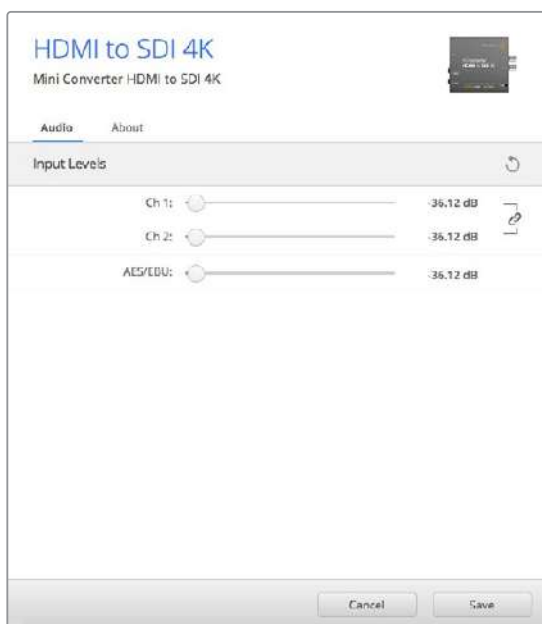 HDMI to SDI 4K
Mini Converter HDMI to SDI 4K
Audio About
Input Levels
Ch 1: -36.12 dB
Ch 2: -36.12 dB
AES/EBU: -36.12 dB
Cancel Save